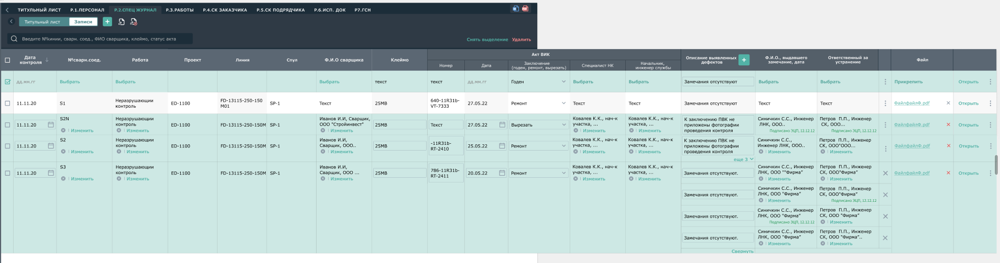 ТИТУЛЬНЫЙ ЛИСТ Р.1.ПЕРСОНАЛ Р.2.СПЕЦ ЖУРНАЛ Р.3.РАБОТЫ Р.4.СК ЗАКАЗЧИКА Р.5.СК ПОДРЯДЧИКА Р.6.ИСП. ДОК Р7.ГСН
Титульный лист Записи
Введите №Кинии, сварн. соед., ФИО сварщика, клеймо, статус акта
Снять выделение Удалить
Дата контроля
№сварн.соед.
Работа
Проект
Линия
Спул
Ф.И.О сварщика
Клеймо
Акт ВИК
Номер
Дата
Заключение
(годен, ремонт, вырезать)
Специалист НК
Начальник,
инженер службы
Описание выявленных
дефектов
Ф.И.О., выдавшего
замечание, дата
Ответственный за
устранение
Файл
дд.мм.гг Выбрать Выбрать Выбрать текст текст дд.мм.гг Годен Выбрать Выбрать Замечания отсутствуют Выбрать Выбрать Прикрепить Открыть
11.11.20
S1
Неразрушающии
контроль
ED-1100
FD-13115-250-150
M01
SP-1
Текст
25МВ
640-11R31b-
VT-7333
27.05.22
Ремонт
Текст
Текст
Замечания отсутствуют
Текст
Текст
ФайлфайлФ.pdf
Открыть
11.11.20
S2N
Изменить
Неразрушающии
контроль
Изменить
ED-1100
FD-13115-250-150M
SP-1
Иванов И.И, Сварщик,
ООО "Стройинвест"
Изменить
25МВ
Текст
27.05.22
Вырезать
Ковалев К.К., нач-к
участка, ...
Изменить
Ковалев К.К., нач-к
участка, ...
Изменить
К заключению ПВК не
приложены фотографии
проведения контроля
Синичкин С.С., Инженер
ЛНК, ООО..
Подписано ЭЦП, 12.12.12
Петров П.П., Инженер
СК, ООО...
Подписано ЭЦП, 12.12.12
ФайлфайлФ.pdf
Открыть
11.11.20
S2
Изменить
Неразрушающии
контроль
Изменить
ED-1100
FD-13115-250-150M
SP-1
Иванов И.И,
Сварщик, ООО..
Изменить
25МВ
-11R31b-
RT-2410
25.05.22
Ремонт
Ковалев К.К., нач-к
участка, ...
Изменить
Ковалев К.К., нач-к
участка, ...
Изменить
К заключению ПВК не
приложены фотографии
проведения контроля
еще 3
Синичкин С.С.,
Инженер ЛНК, ООО..
Изменить
Петров П.П., Инженер
СК, ООО"ООО...
Изменить
ФайлфайлФ.pdf
Открыть
11.11.20
S3
Изменить
Неразрушающии
контроль
Изменить
ED-1100
FD-13115-250-150M
SP-1
Иванов И.И,
Сварщик, ООО ...
Изменить
25МВ
786-11R31b-
RT-2411
20.05.22
Ремонт
Ковалев К.К., нач-к
участка, ...
Изменить
Ковалев К.К., нач-к
участка, ...
Изменить
Замечания отсутствуют.
Синичкин С.С., Инженер
ЛНК, ООО ""Фирма"
Изменить
Петров П.П., Инженер
СК, ООО"Фирма"
Изменить
ФайлфайлФ.pdf
Открыть
Замечания отсутствуют.
Синичкин С.С., Инженер
ЛНК, ООО "Фирма"
Изменить
Петров П.П., Инженер
СК, ООО"Фирма"
Подписано ЭЦП, 12.12.12
Замечания отсутствуют.
Синичкин С.С., Инженер
ЛНК, ООО "Фирма"
Подписано ЭЦП, 12.12.12
Петров П.П., Инженер
СК, ООО "Фирма"
Изменить
Замечания отсутствуют.
Синичкин С.С., Инженер
ЛНК, ООО "Фирма"
Изменить
Петров П.П., Инженер
СК, ООО "Фирма"..
Изменить
Свернуть